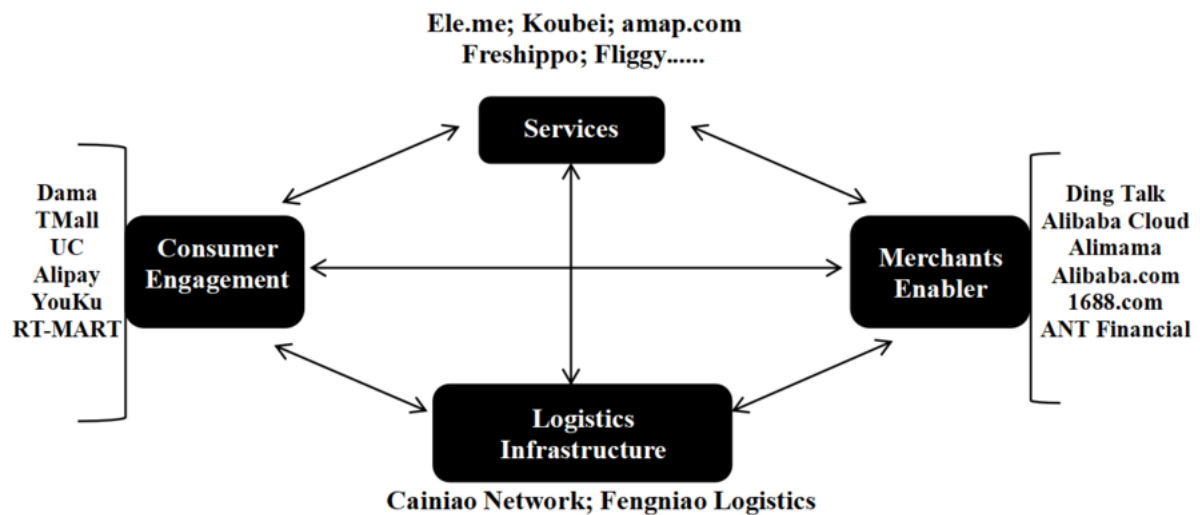 Ele.me; Koubei; amap.com
Freshippo; Fliggy......
Services
Dama
TMall
UC
Alipay
YouKu
RT-MART
Consumer
Engagement
Merchants
Enabler
Ding Talk
Alibaba Cloud
Alimama
Alibaba.com
1688.com
ANT Financial
Logistics
Infrastructure
Cainiao Network; Fengniao Logistics